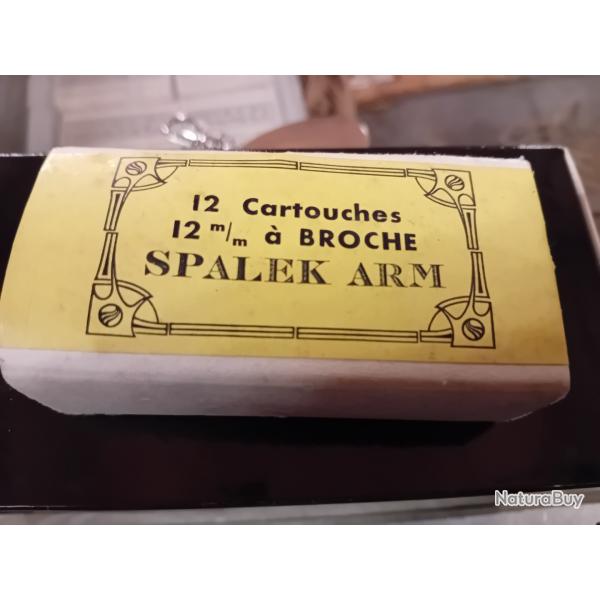 12 Cartouches
12 m/m à BROCHE
SPALEK ARM
NaturaBuy